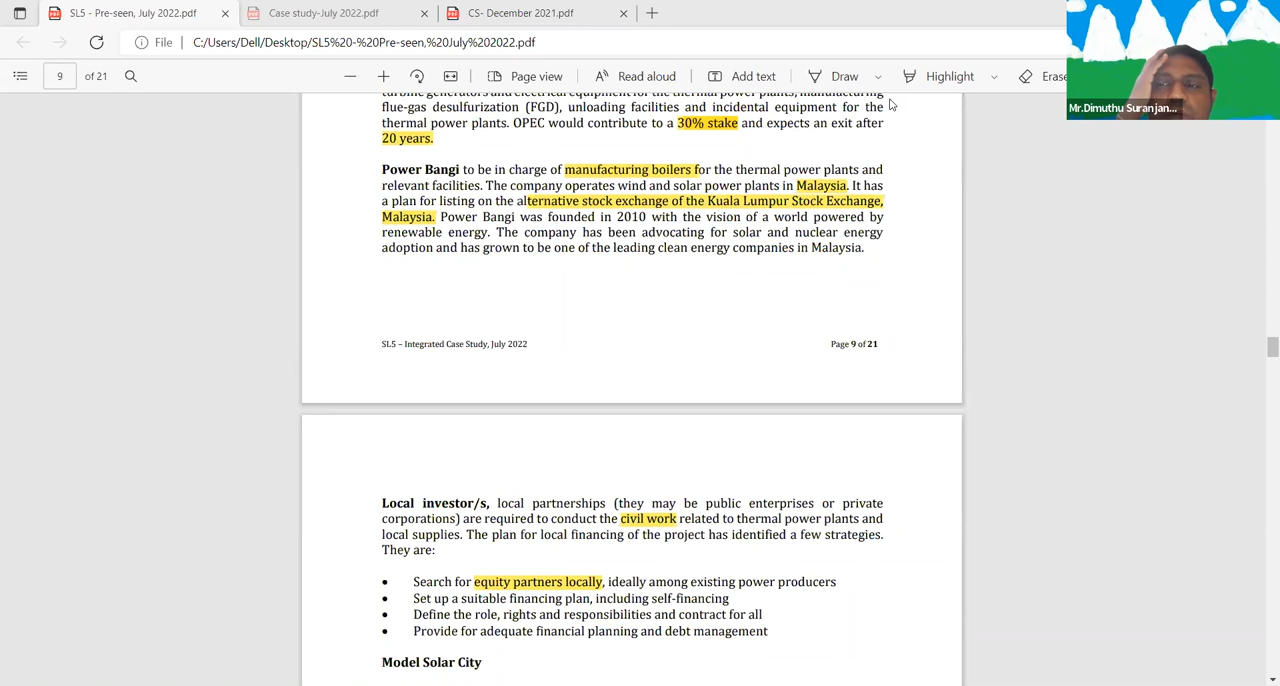 SL5 - Pre-seen, July 2022.pdf
Case study-July 2022.pdf
CS- December 2021.pdf
File
C:/Users/Dell/Desktop/SL5%20-%20Pre-seen,%20July%202022.pdf
9 of 21
Page view
Read aloud
Add text
Draw
Highlight
Erase
Mr.Dimuthu Suranjan...
turbine generators and electrical equipment for the thermal power plants, manufacturing
flue-gas desulfurization (FGD), unloading facilities and incidental equipment for the
thermal power plants. OPEC would contribute to a 30% stake and expects an exit after
20 years.
Power Bangi to be in charge of manufacturing boilers for the thermal power plants and
relevant facilities. The company operates wind and solar power plants in Malaysia. It has
a plan for listing on the alternative stock exchange of the Kuala Lumpur Stock Exchange,
Malaysia. Power Bangi was founded in 2010 with the vision of a world powered by
renewable energy. The company has been advocating for solar and nuclear energy
adoption and has grown to be one of the leading clean energy companies in Malaysia.
SL5 – Integrated Case Study, July 2022
Page 9 of 21
Local investor/s, local partnerships (they may be public enterprises or private
corporations) are required to conduct the civil work related to thermal power plants and
local supplies. The plan for local financing of the project has identified a few strategies.
They are:
• Search for equity partners locally, ideally among existing power producers
• Set up a suitable financing plan, including self-financing
• Define the role, rights and responsibilities and contract for all
• Provide for adequate financial planning and debt management
Model Solar City